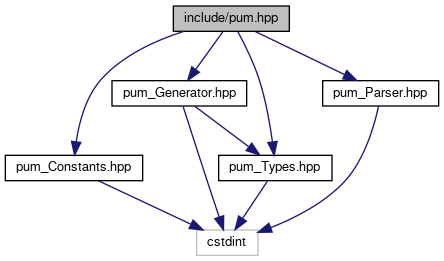 include/pum.hpp
pum_Generator.hpp
pum_Parser.hpp
pum_Constants.hpp
pum_Types.hpp
cstdint